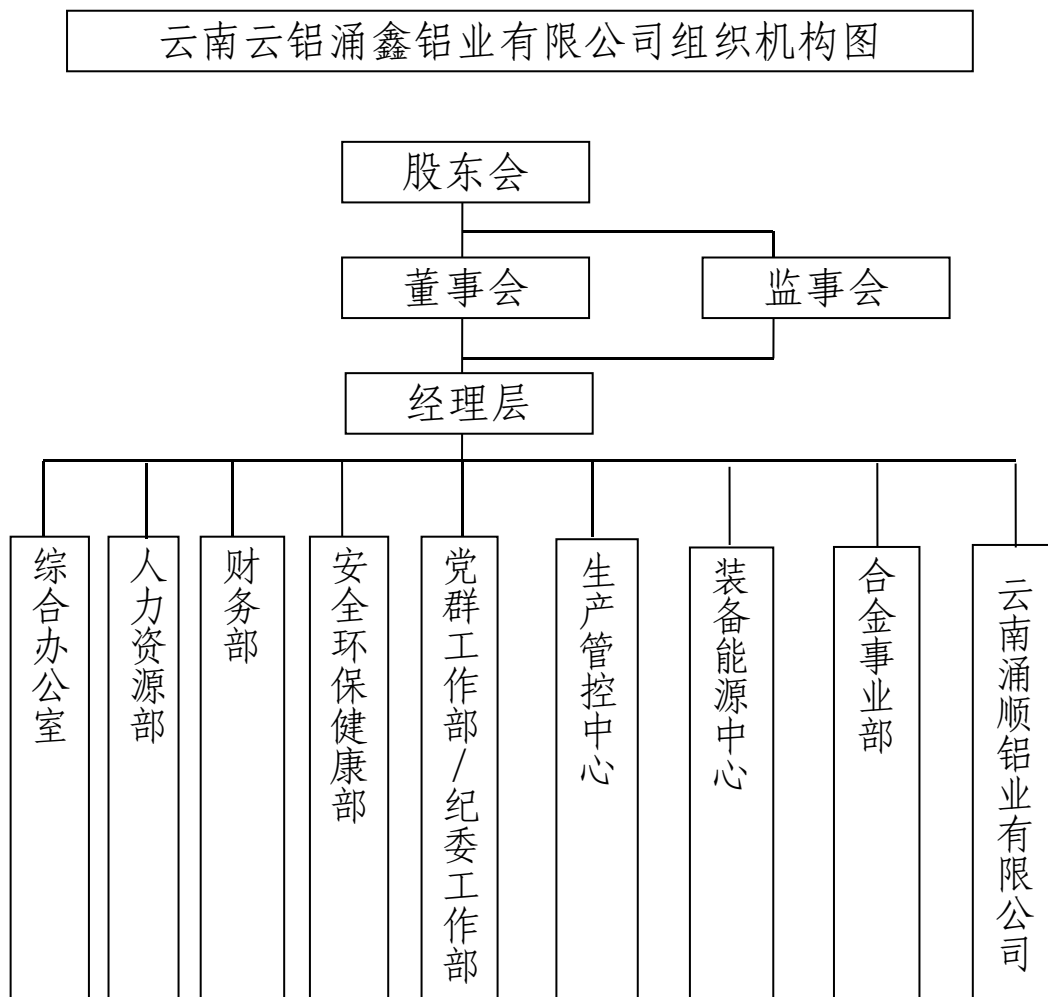 云南云铝涌鑫铝业有限公司组织机构图
股东会
董事会
监事会
经理层
综合办公室
人力资源部
财务部
安全环保健康部
党群工作部/纪委工作部
生产管控中心
装备能源中心
合金事业部
云南涌顺铝业有限公司